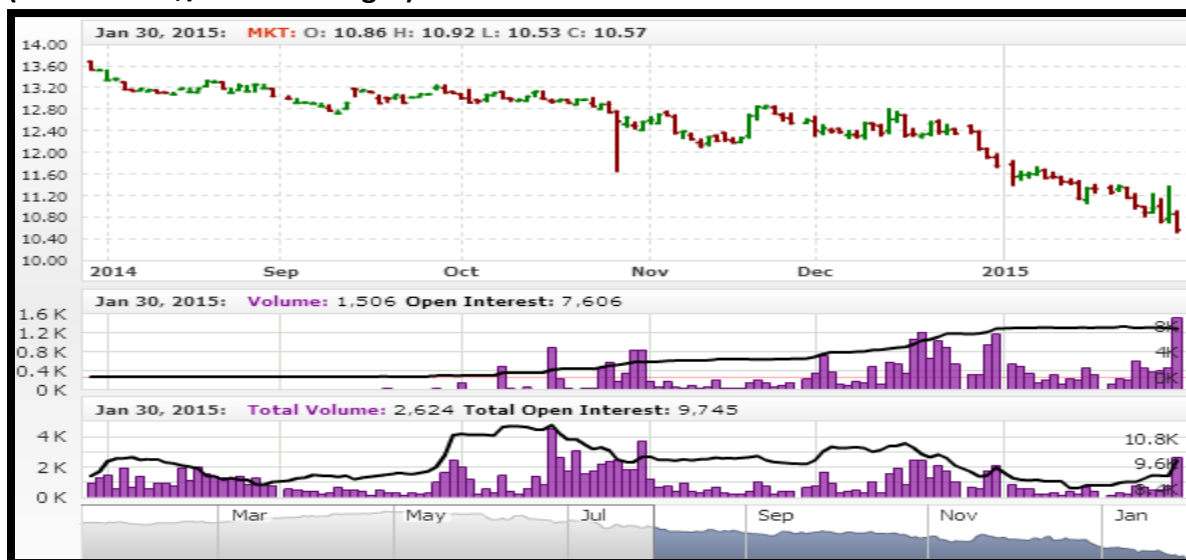 Jan 30, 2015: MKT: O: 10.86 H: 10.92 L: 10.53 C: 10.57
14.00
13.60
13.20
12.80
12.40
12.00
11.60
11.20
10.80
10.40
10.00
2014 Sep Oct Nov Dec 2015
Jan 30, 2015: Volume: 1,506 Open Interest: 7,606
1.6 K
1.2 K
0.8 K
0.4 K
0 K
8K
4K
0K
Jan 30, 2015: Total Volume: 2,624 Total Open Interest: 9,745
4 K
2 K
0 K
10.8K
9.6K
8.4K
Mar May Jul Sep Nov Jan